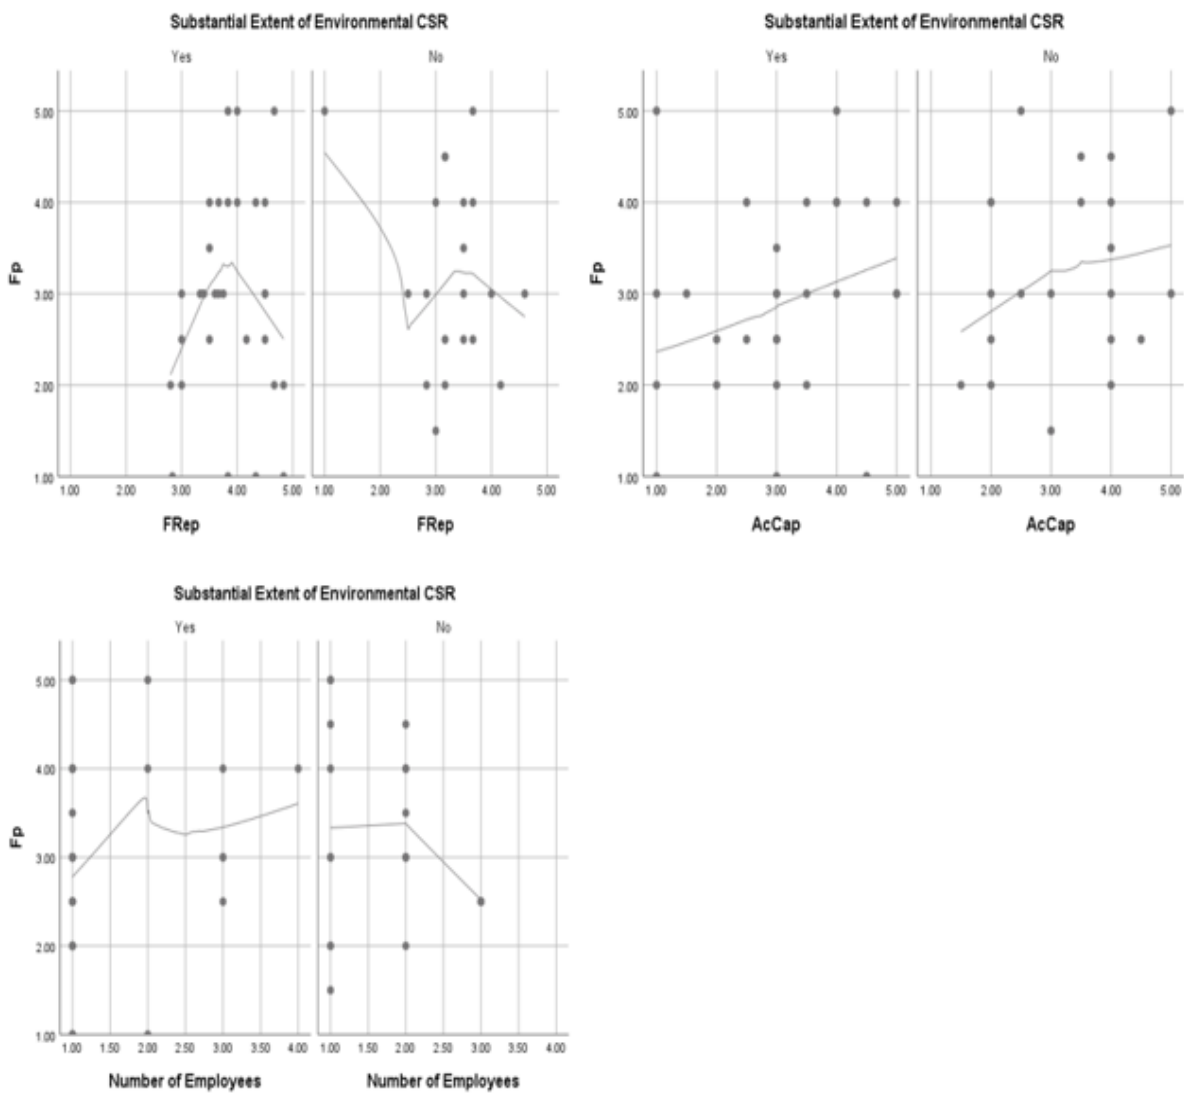 Substantial Extent of Environmental CSR
Yes No
Fp
5.00
4.00
3.00
2.00
1.00
1.00 2.00 3.00 4.00 5.00 1.00 2.00 3.00 4.00 5.00
FRep FRep
Substantial Extent of Environmental CSR
Yes No
Fp
5.00
4.00
3.00
2.00
1.00
1.00 2.00 3.00 4.00 5.00 1.00 2.00 3.00 4.00 5.00
AcCap AcCap
Substantial Extent of Environmental CSR
Yes No
Fp
5.00
4.00
3.00
2.00
1.00
1.00 1.50 2.00 2.50 3.00 3.50 4.00 1.00 1.50 2.00 2.50 3.00 3.50 4.00
Number of Employees Number of Employees